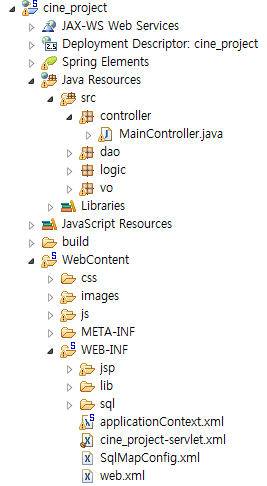 cine_project
JAX-WS Web Services
Deployment Descriptor: cine_project
Spring Elements
Java Resources
src
controller
MainController.java
dao
logic
vo
Libraries
JavaScript Resources
build
WebContent
css
images
js
META-INF
WEB-INF
jsp
lib
sql
applicationContext.xml
cine_project-servlet.xml
SqlMapConfig.xml
web.xml